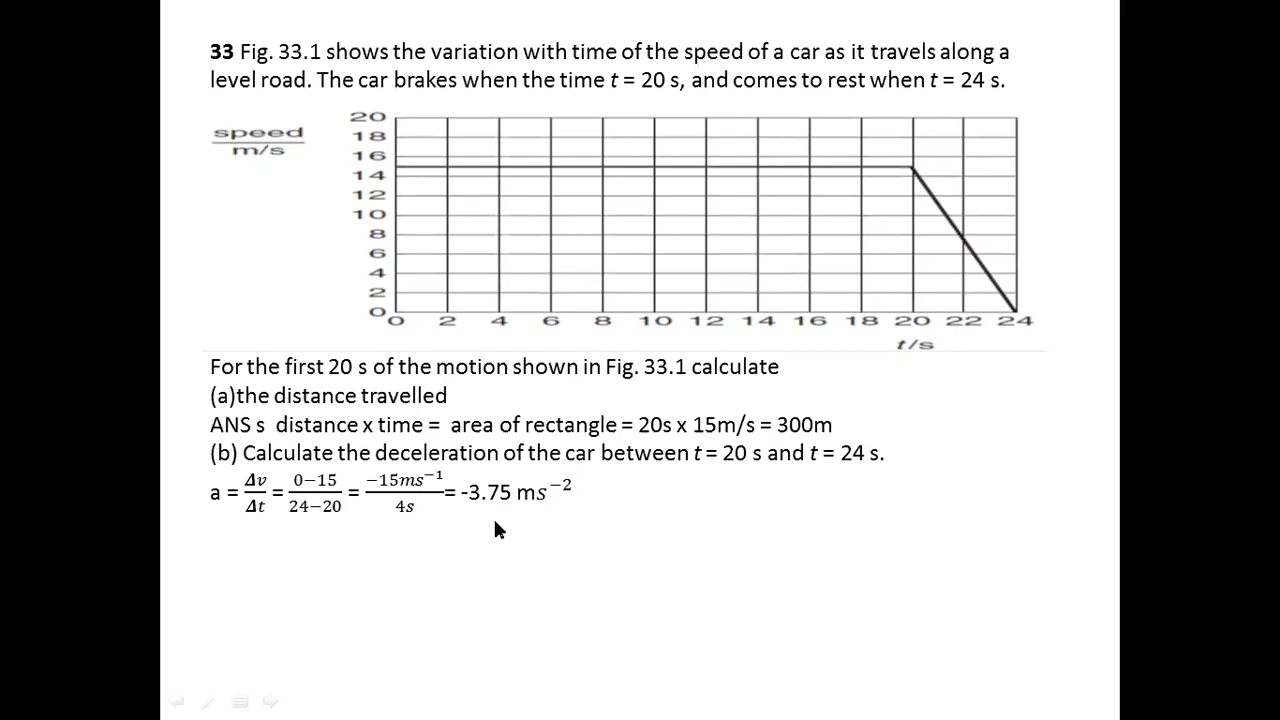 33 Fig. 33.1 shows the variation with time of the speed of a car as it travels along a
level road. The car brakes when the time t = 20 s, and comes to rest when t = 24 s.
speed
m/s
20
18
16
14
12
10
8
6
4
2
0
0 2 4 6 8 10 12 14 16 18 20 22 24
t/s
For the first 20 s of the motion shown in Fig. 33.1 calculate
(a)the distance travelled
ANS s distance x time = area of rectangle = 20s x 15m/s = 300m
(b) Calculate the deceleration of the car between t = 20 s and t = 24 s.
a = Δv/Δt = 0−15/24−20 = −15ms⁻¹/4s = -3.75 ms⁻²